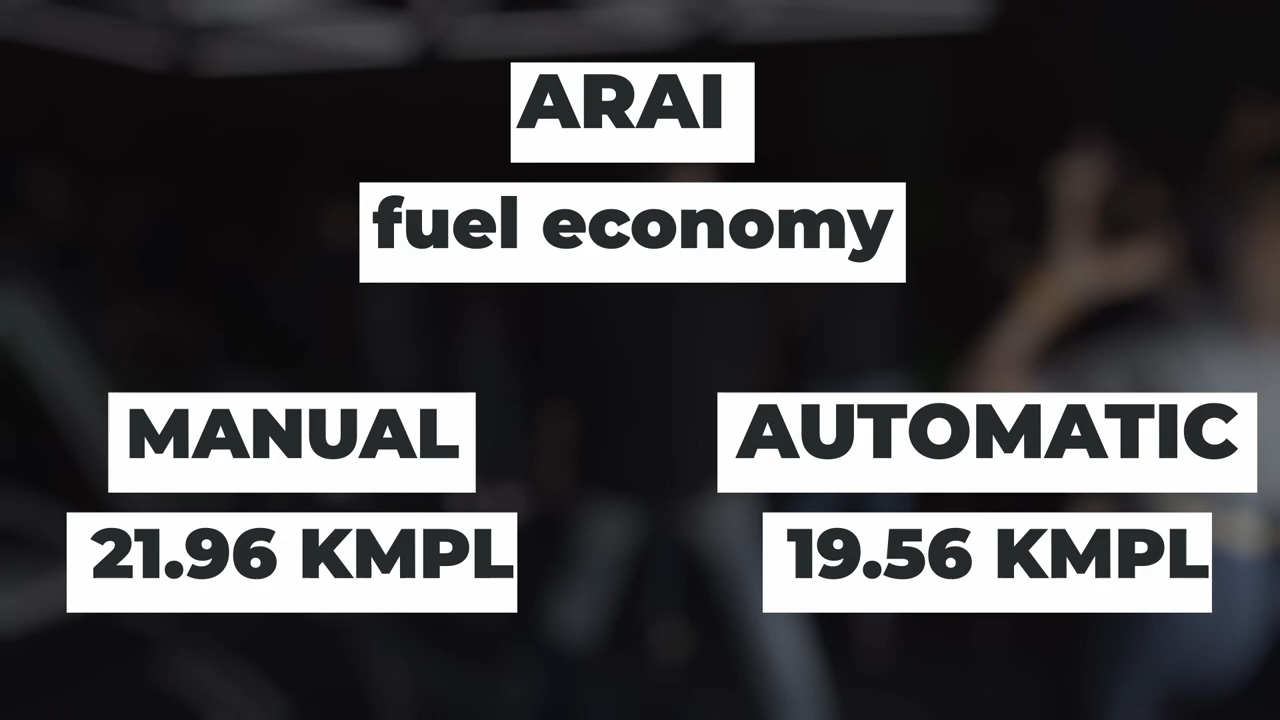 ARAI
fuel economy
MANUAL
AUTOMATIC
21.96 KMPL
19.56 KMPL